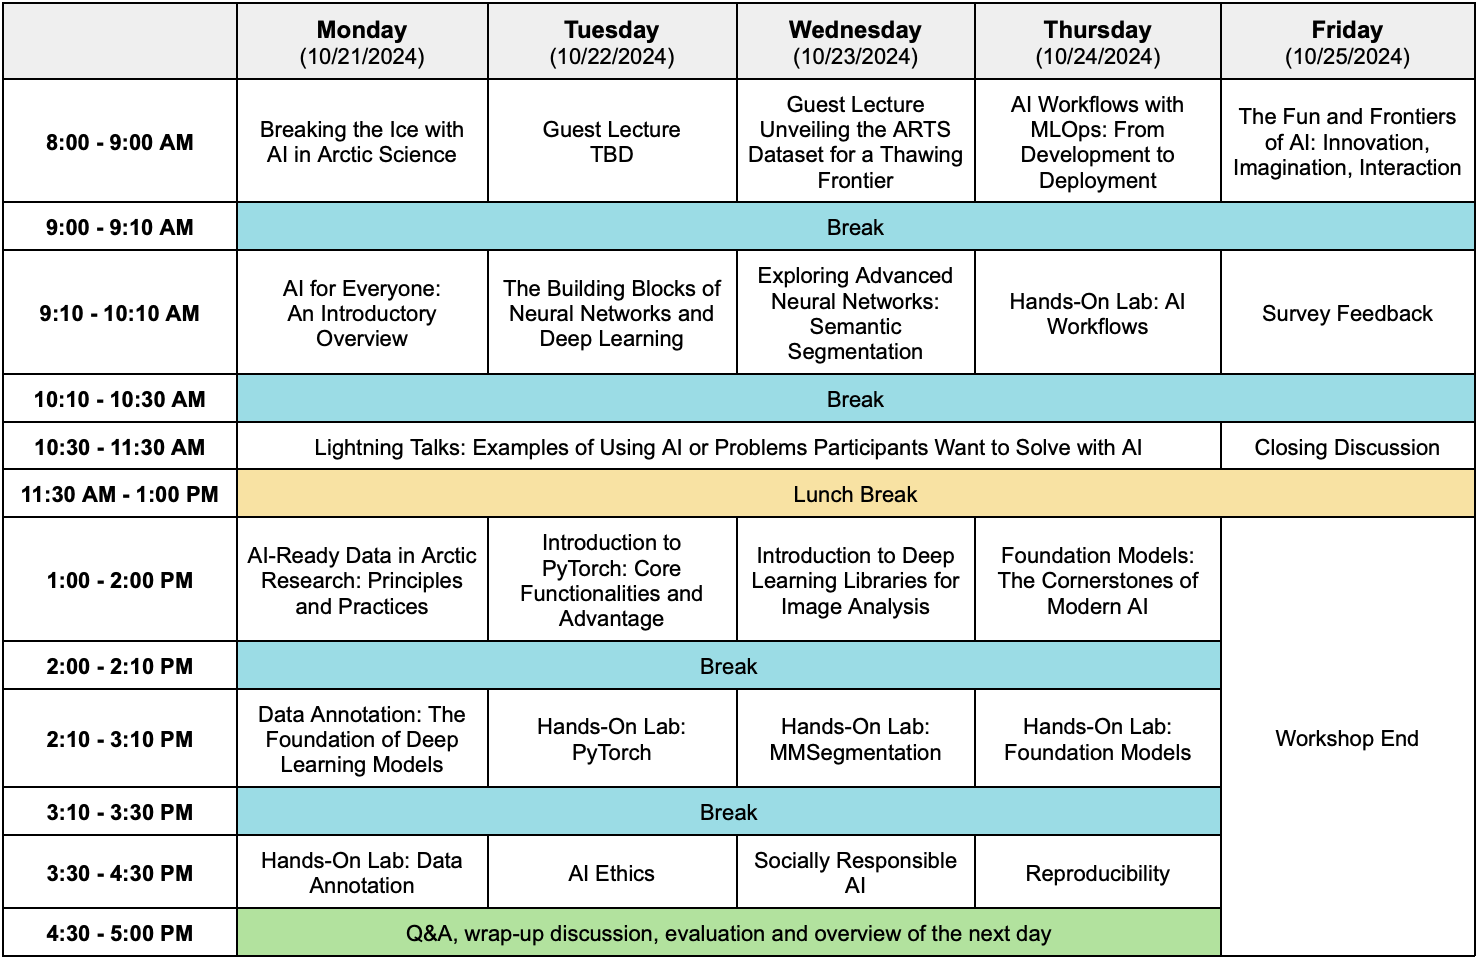 Monday
(10/21/2024)
Tuesday
(10/22/2024)
Wednesday
(10/23/2024)
Thursday
(10/24/2024)
Friday
(10/25/2024)
8:00 - 9:00 AM
Breaking the Ice with
AI in Arctic Science
Guest Lecture
TBD
Guest Lecture
Unveiling the ARTS
Dataset for a Thawing
Frontier
AI Workflows with
MLOps: From
Development to
Deployment
The Fun and Frontiers
of AI: Innovation,
Imagination, Interaction
9:00 - 9:10 AM
Break
9:10 - 10:10 AM
AI for Everyone:
An Introductory
Overview
The Building Blocks of
Neural Networks and
Deep Learning
Exploring Advanced
Neural Networks:
Semantic
Segmentation
Hands-On Lab: AI
Workflows
Survey Feedback
10:10 - 10:30 AM
Break
10:30 - 11:30 AM
Lightning Talks: Examples of Using AI or Problems Participants Want to Solve with AI
Closing Discussion
11:30 AM - 1:00 PM
Lunch Break
1:00 - 2:00 PM
AI-Ready Data in Arctic
Research: Principles
and Practices
Introduction to
PyTorch: Core
Functionalities and
Advantage
Introduction to Deep
Learning Libraries for
Image Analysis
Foundation Models:
The Cornerstones of
Modern AI
2:00 - 2:10 PM
Break
2:10 - 3:10 PM
Data Annotation: The
Foundation of Deep
Learning Models
Hands-On Lab:
PyTorch
Hands-On Lab:
MMSegmentation
Hands-On Lab:
Foundation Models
Workshop End
3:10 - 3:30 PM
Break
3:30 - 4:30 PM
Hands-On Lab: Data
Annotation
AI Ethics
Socially Responsible
AI
Reproducibility
4:30 - 5:00 PM
Q&A, wrap-up discussion, evaluation and overview of the next day